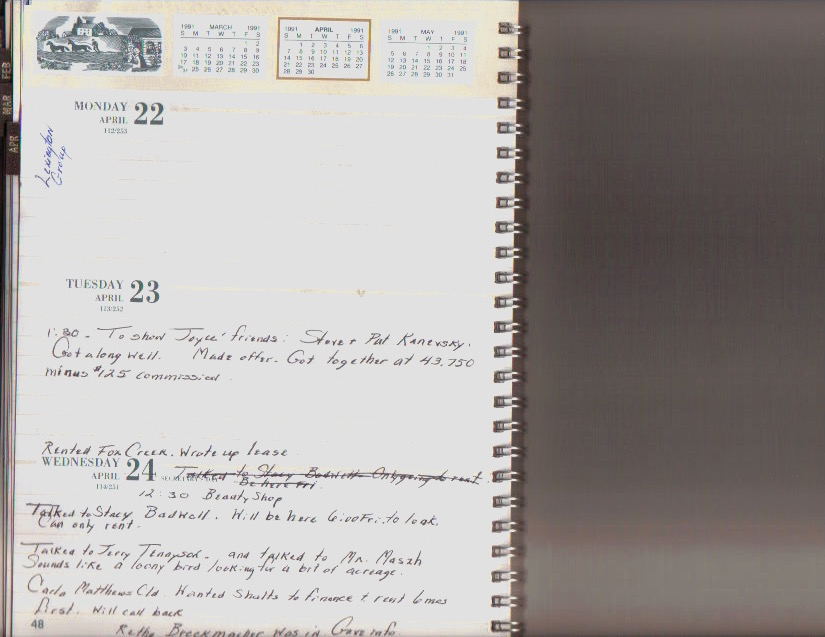 1991 MARCH 1991
S M T W T F S
1 2
3 4 5 6 7 8 9
10 11 12 13 14 15 16
17 18 19 20 21 22 23
24/31 25 26 27 28 29 30
1991 APRIL 1991
S M T W T F S
1 2 3 4 5 6
7 8 9 10 11 12 13
14 15 16 17 18 19 20
21 22 23 24 25 26 27
28 29 30
1991 MAY 1991
S M T W T F S
1 2 3 4
5 6 7 8 9 10 11
12 13 14 15 16 17 18
19 20 21 22 23 24 25
26 27 28 29 30 31
FEB
MAR
APR
MONDAY 22
APRIL
112/253
Lexington
Group
TUESDAY 23
APRIL
113/252
1:30 - To show Joyce' friends: Steve + Pat Kanevsky.
Got along well. Made offer. Got together at 43,750
minus $125 commission.
Rented Fox Creek. Wrote up lease
WEDNESDAY 24
APRIL
114/251
Talked to Stacy Badwell - Only going to rent.
Be here Fri.
12:30 Beauty Shop
Talked to Stacy Badwell. Will be here 6:00 Fri. to look.
Can only rent.
Talked to Jerry Tennyson - and talked to Mr.
Sounds like a loony bird looking for a bit of acreage.
Carla Matthews Cld. Wanted Shults to finance + rent 6 mos
first. Will call back
48
Retha Breckmacher was in Gave info.